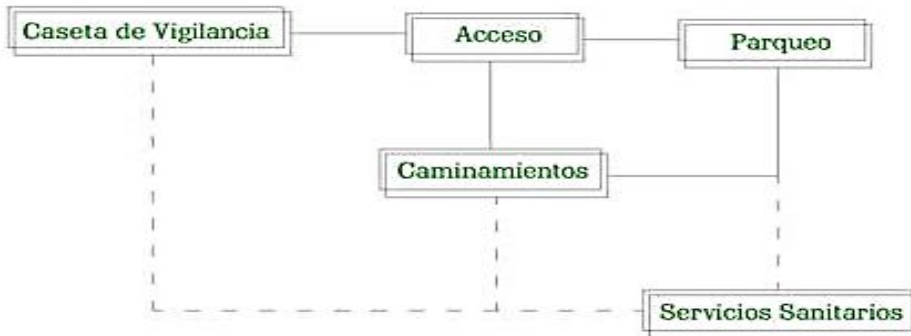 Caseta de Vigilancia
Acceso
Parqueo
Caminamientos
Servicios Sanitarios